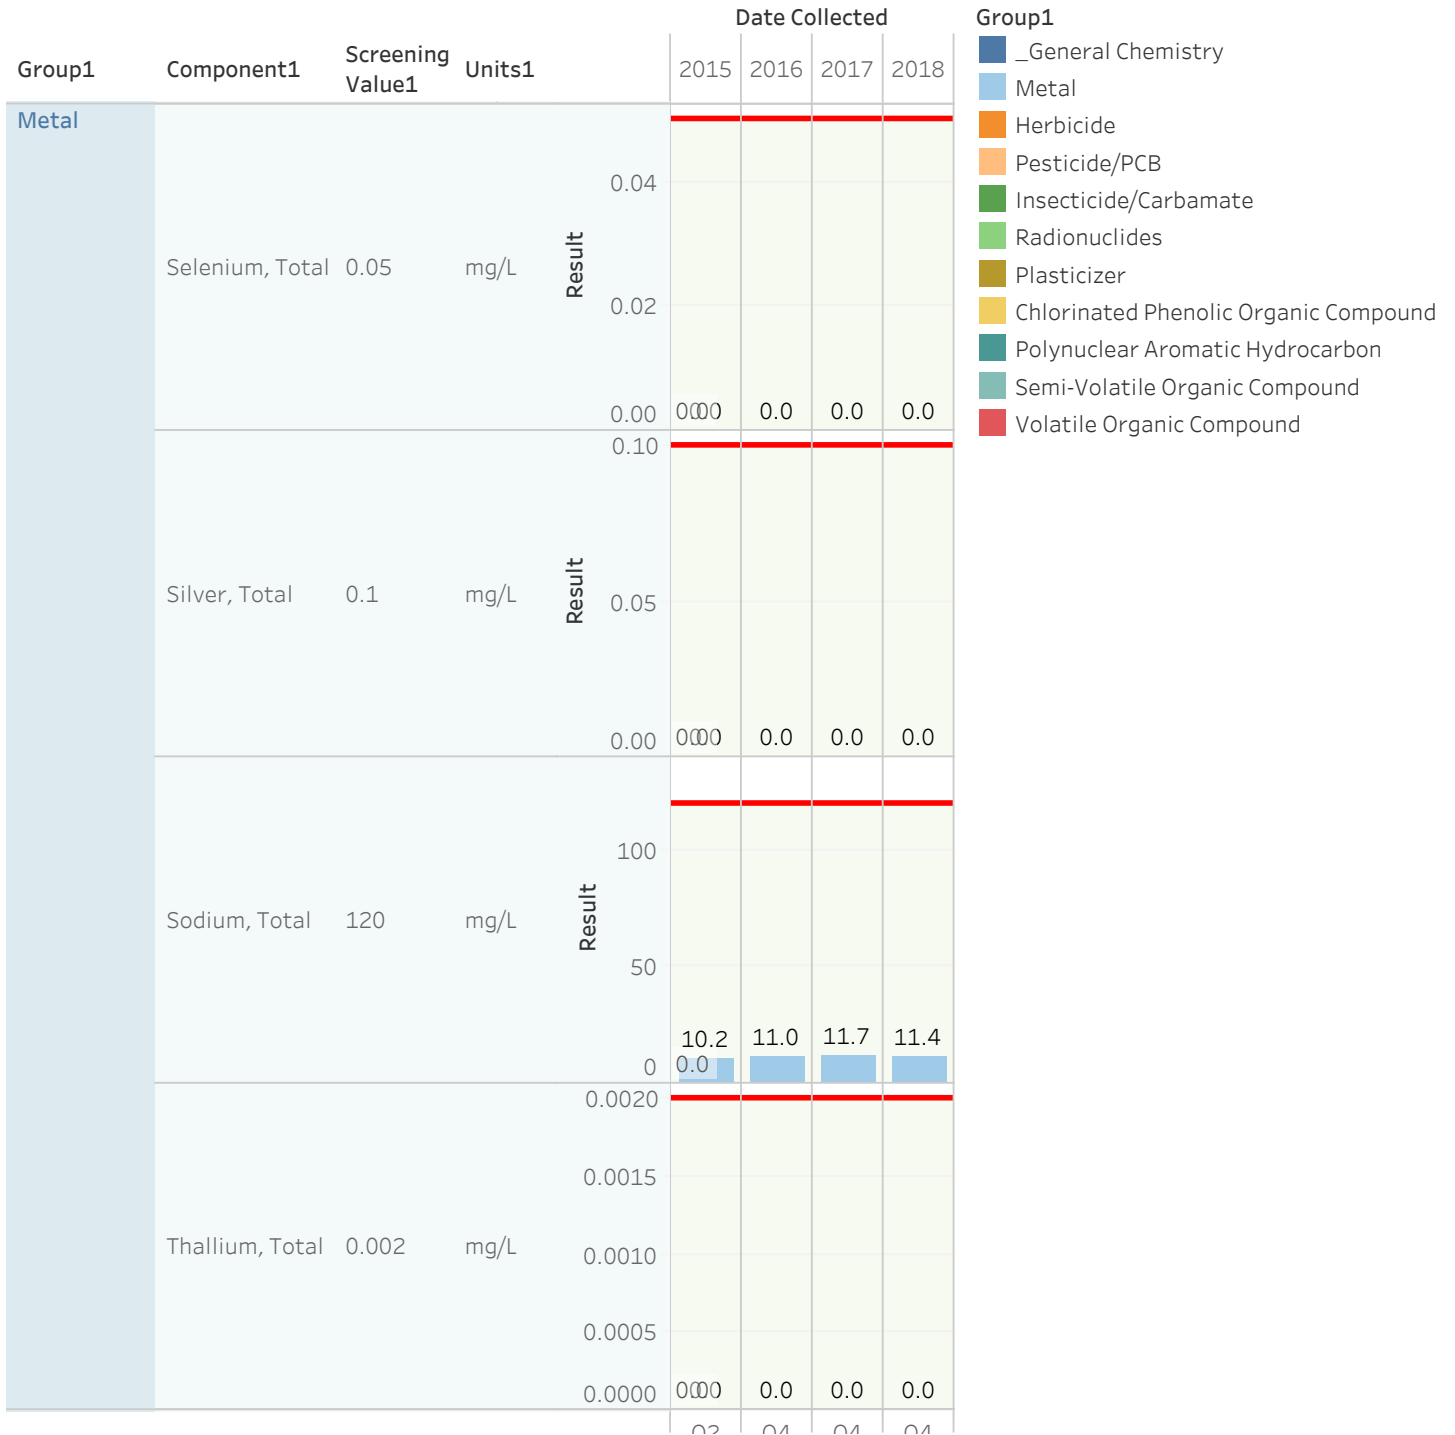 Date Collected
Group1 Component1 Screening Value1 Units1 2015 2016 2017 2018
Metal
Selenium, Total 0.05 mg/L Result
0.04
0.02
0.00
0.0 0.0 0.0
Silver, Total 0.1 mg/L Result
0.10
0.05
0.00
0.0 0.0 0.0
Sodium, Total 120 mg/L Result
100
50
0
10.2 11.0 11.7 11.4
0.0
Thallium, Total 0.002 mg/L
0.0020
0.0015
0.0010
0.0005
0.0000
0.0 0.0 0.0
Group1
_General Chemistry
Metal
Herbicide
Pesticide/PCB
Insecticide/Carbamate
Radionuclides
Plasticizer
Chlorinated Phenolic Organic Compound
Polynuclear Aromatic Hydrocarbon
Semi-Volatile Organic Compound
Volatile Organic Compound